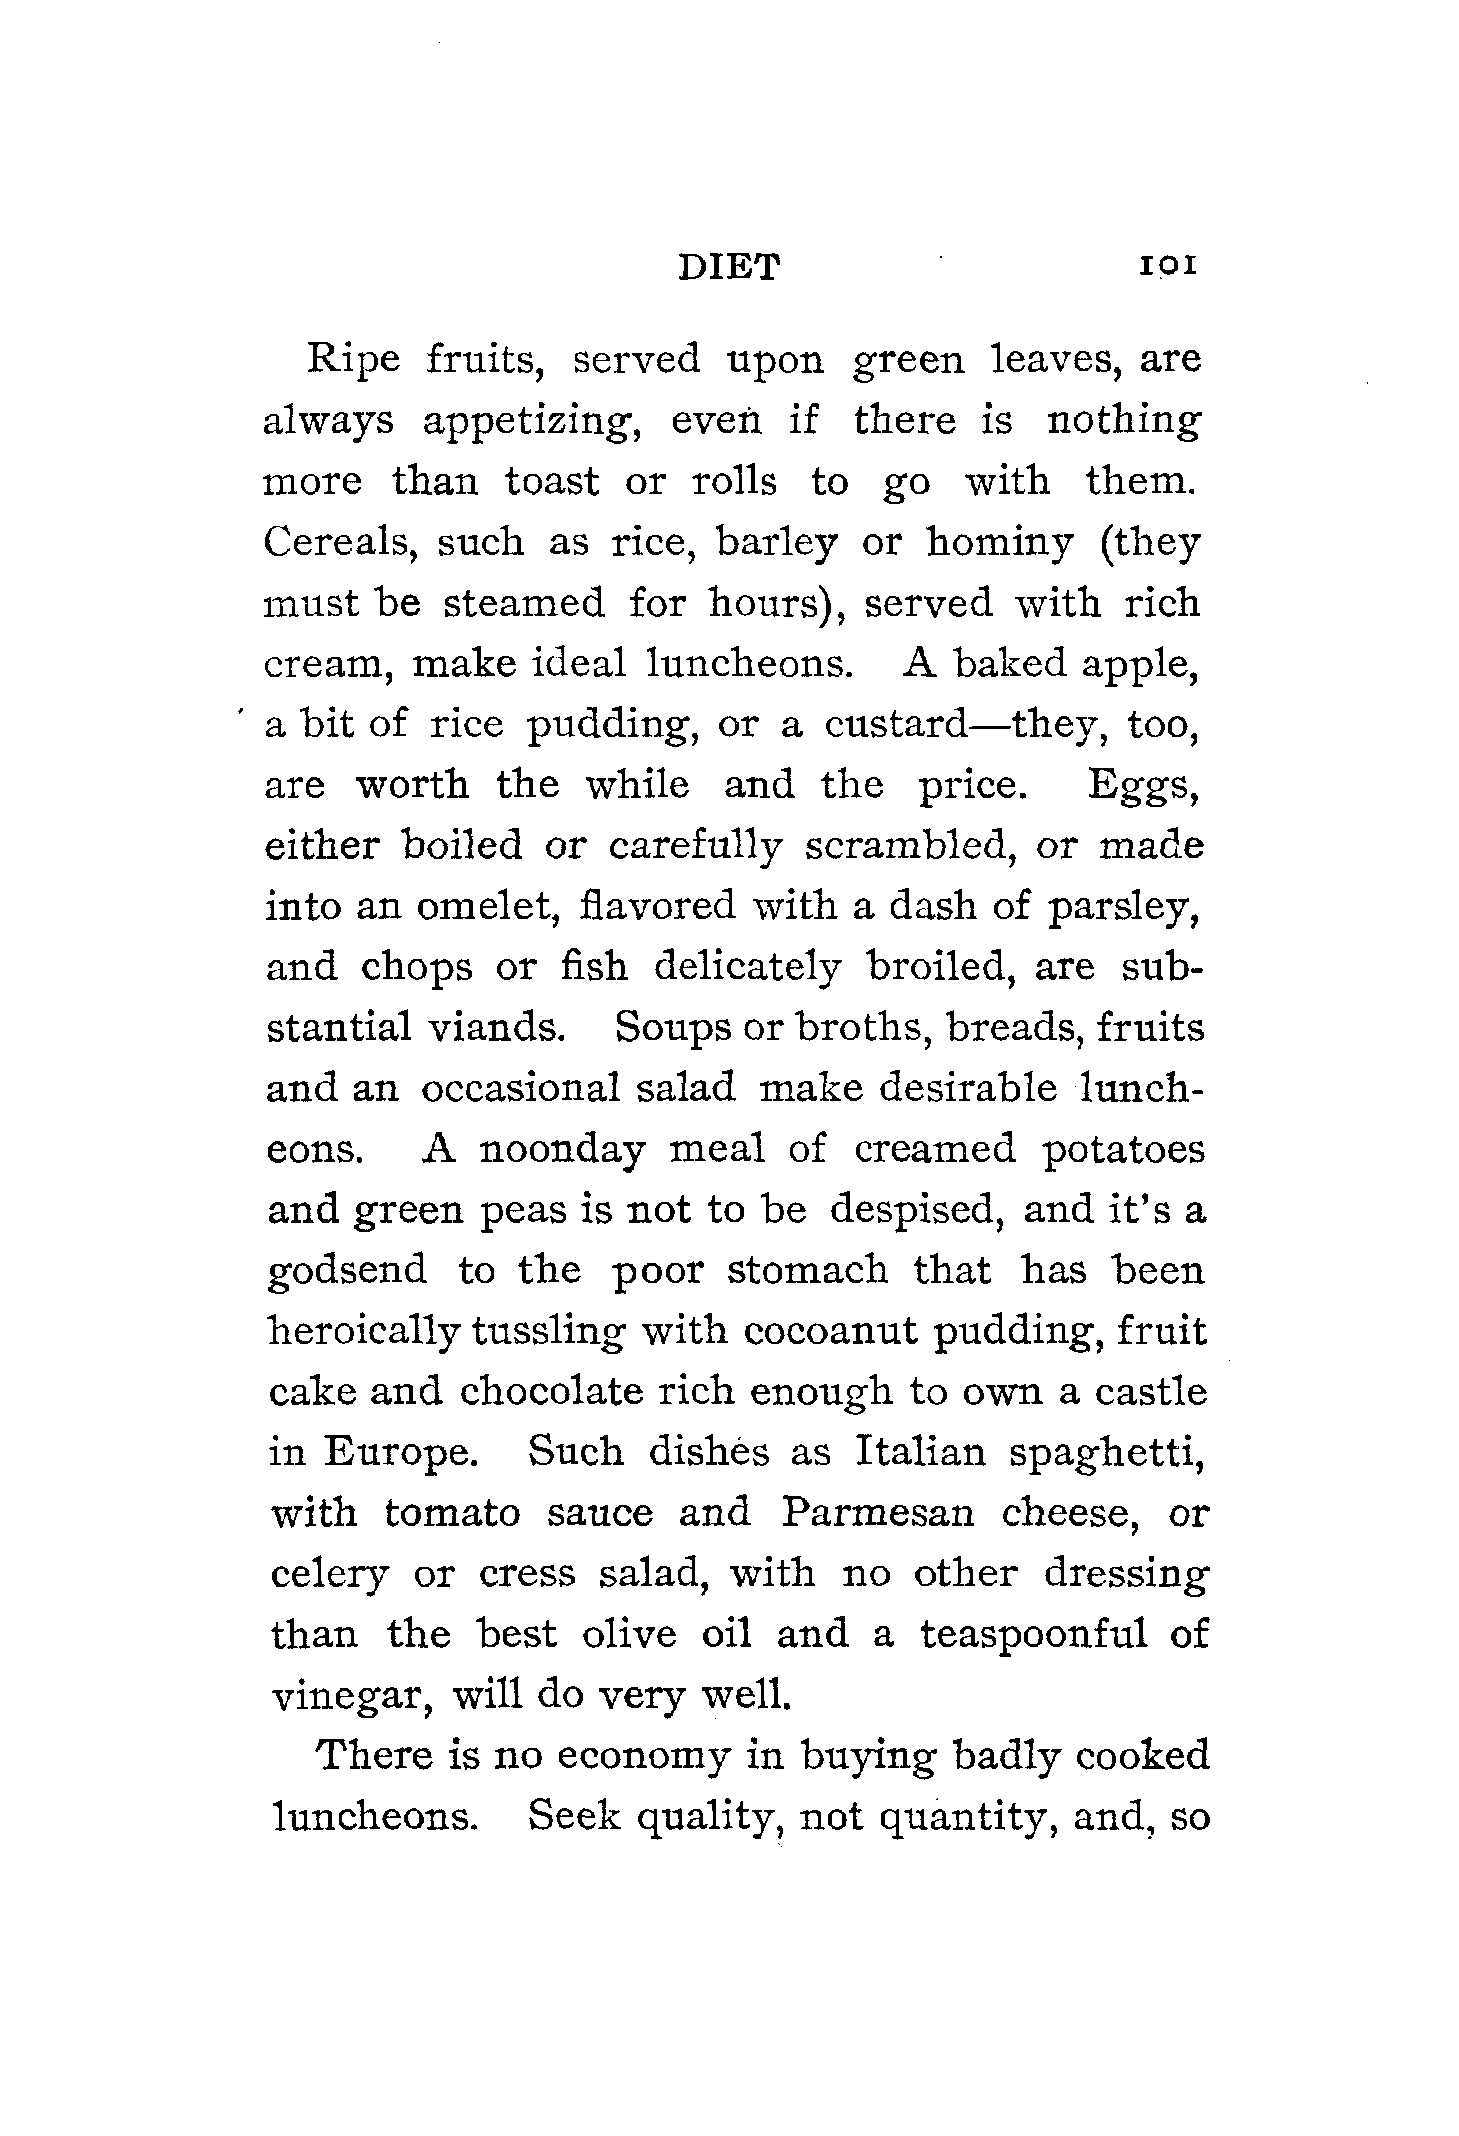 DIET 101
Ripe fruits, served upon green leaves, are
always appetizing, even if there is nothing
more than toast or rolls to go with them.
Cereals, such as rice, barley or hominy (they
must be steamed for hours), served with rich
cream, make ideal luncheons. A baked apple,
a bit of rice pudding, or a custard—they, too,
are worth the while and the price. Eggs,
either boiled or carefully scrambled, or made
into an omelet, flavored with a dash of parsley,
and chops or fish delicately broiled, are sub-
stantial viands. Soups or broths, breads, fruits
and an occasional salad make desirable lunch-
eons. A noonday meal of creamed potatoes
and green peas is not to be despised, and it's a
godsend to the poor stomach that has been
heroically tussling with cocoanut pudding, fruit
cake and chocolate rich enough to own a castle
in Europe. Such dishes as Italian spaghetti,
with tomato sauce and Parmesan cheese, or
celery or cress salad, with no other dressing
than the best olive oil and a teaspoonful of
vinegar, will do very well.
There is no economy in buying badly cooked
luncheons. Seek quality, not quantity, and, so